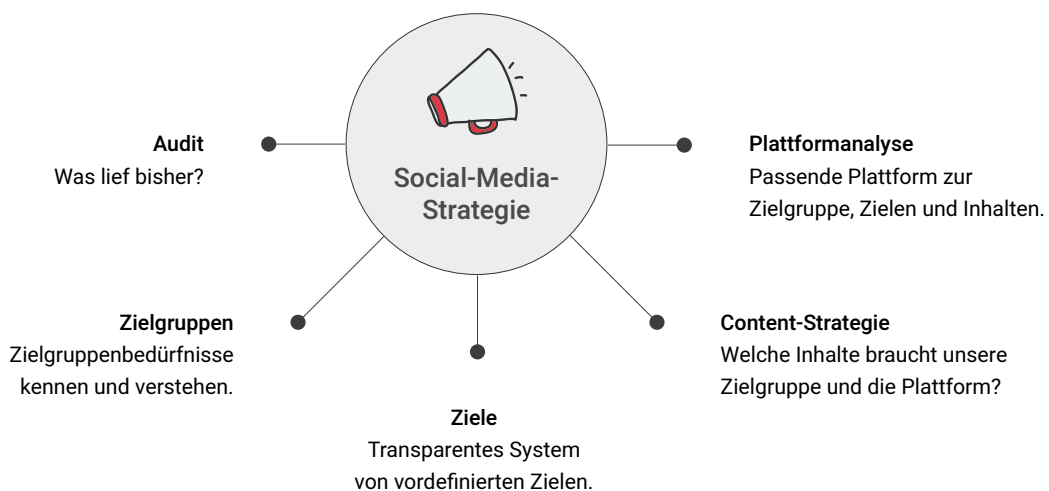 Social-Media-
Strategie
Audit
Was lief bisher?
Zielgruppen
Zielgruppenbedürfnisse
kennen und verstehen.
Ziele
Transparentes System
von vordefinierten Zielen.
Content-Strategie
Welche Inhalte braucht unsere
Zielgruppe und die Plattform?
Plattformanalyse
Passende Plattform zur
Zielgruppe, Zielen und Inhalten.